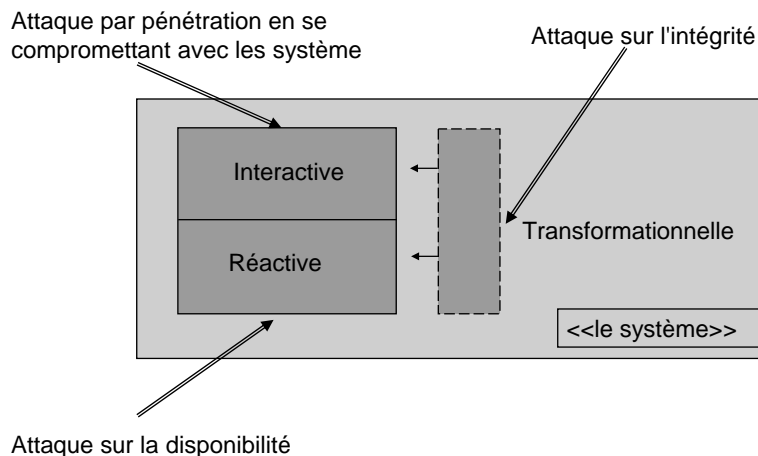 Attaque par pénétration en se
compromettant avec les système
Attaque sur l'intégrité
Interactive
Réactive
Transformationnelle
<<le système>>
Attaque sur la disponibilité